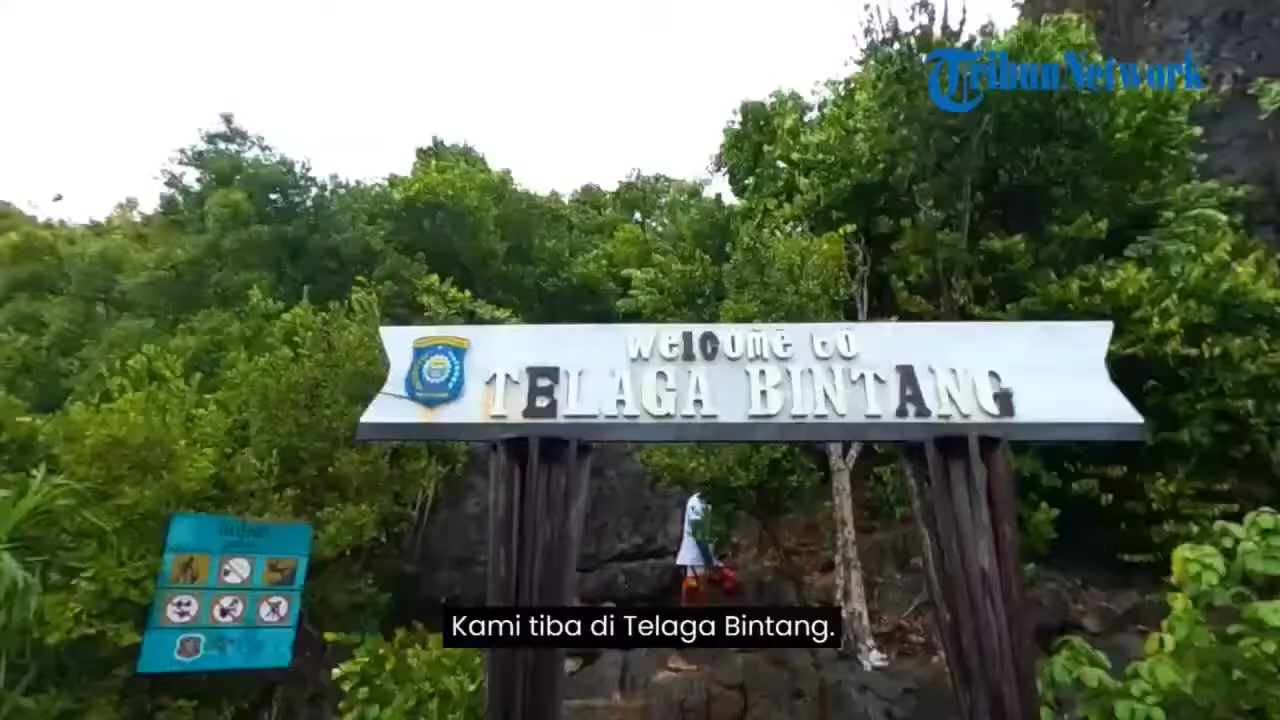 TribunNetwork
Welcome to
TELAGA BINTANG
Kami tiba di Telaga Bintang.